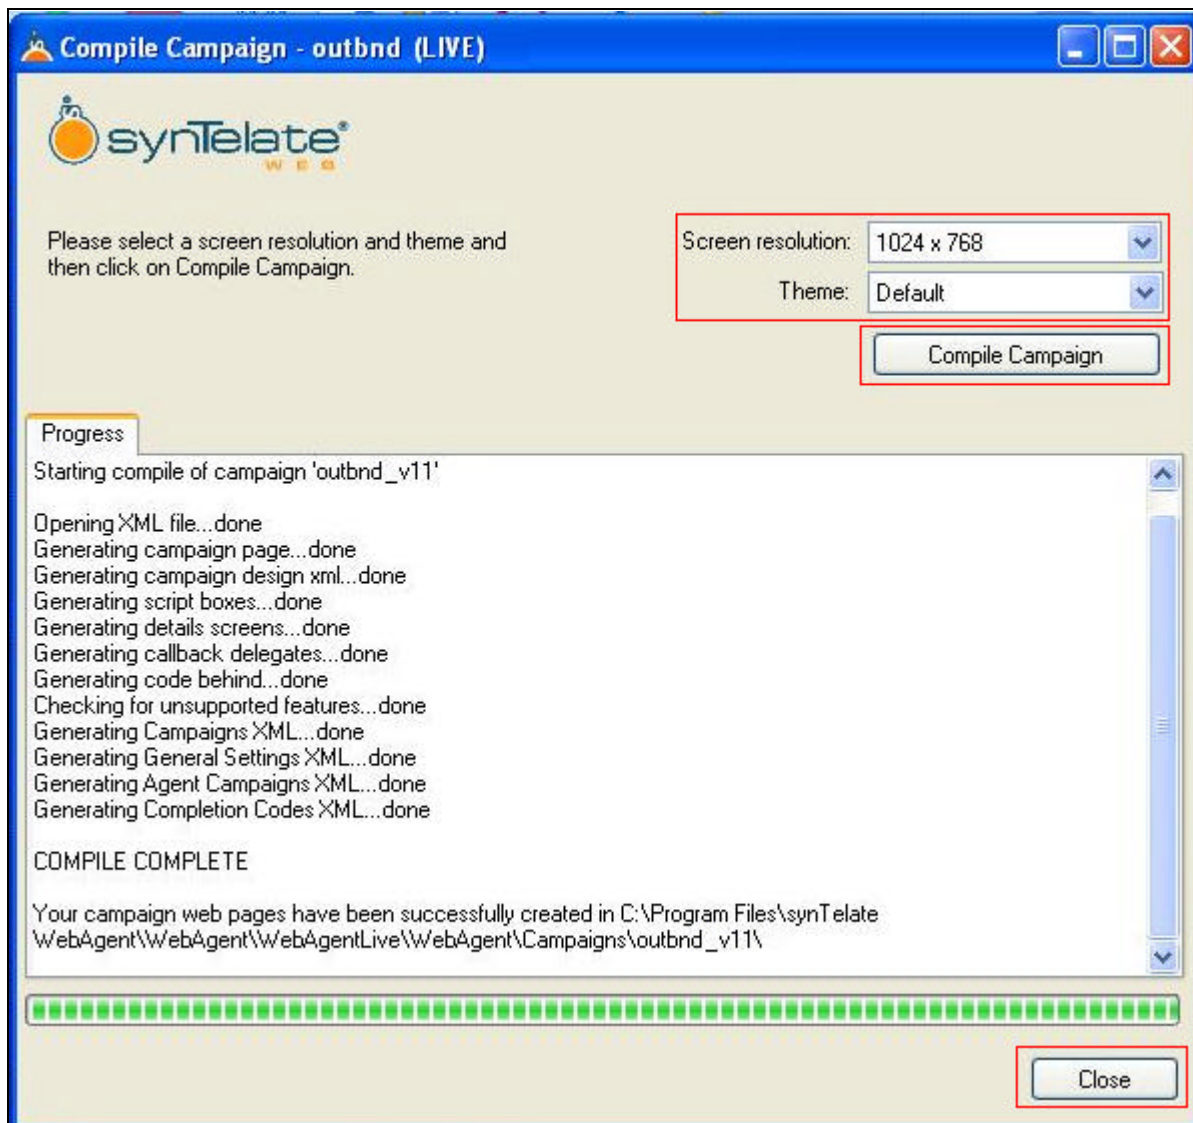 Compile Campaign - outbnd (LIVE)
synTelate®
WEB
Please select a screen resolution and theme and
then click on Compile Campaign.
Screen resolution: 1024 x 768
Theme: Default
Compile Campaign
Progress
Starting compile of campaign 'outbnd_v11'
Opening XML file...done
Generating campaign page...done
Generating campaign design xml...done
Generating script boxes...done
Generating details screens...done
Generating callback delegates...done
Generating code behind...done
Checking for unsupported features...done
Generating Campaigns XML...done
Generating General Settings XML...done
Generating Agent Campaigns XML...done
Generating Completion Codes XML...done
COMPILE COMPLETE
Your campaign web pages have been successfully created in C:\Program Files\synTelate
WebAgent\WebAgent\WebAgentLive\WebAgent\Campaigns\outbnd_v11\
Close